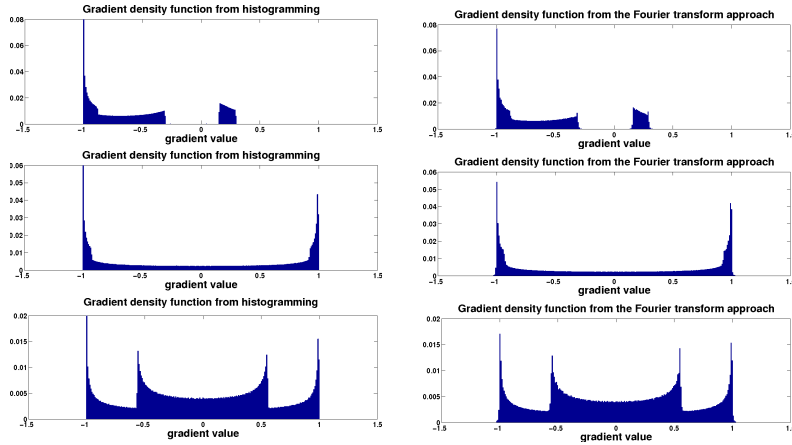 Gradient density function from histogramming
0.08
0.06
0.04
0.02
0
−1.5 −1 −0.5 0 0.5 1 1.5
gradient value
Gradient density function from the Fourier transform approach
0.08
0.06
0.04
0.02
0
−1.5 −1 −0.5 0 0.5 1 1.
gradient value
Gradient density function from histogramming
0.06
0.05
0.04
0.03
0.02
0.01
0
−1.5 −1 −0.5 0 0.5 1 1.5
gradient value
Gradient density function from the Fourier transform approach
0.06
0.05
0.04
0.03
0.02
0.01
0
−1.5 −1 −0.5 0 0.5 1 1.
gradient value
Gradient density function from histogramming
0.02
0.015
0.01
0.005
0
−1.5 −1 −0.5 0 0.5 1 1.5
gradient value
Gradient density function from the Fourier transform approach
0.02
0.015
0.01
0.005
0
−1.5 −1 −0.5 0 0.5 1 1.
gradient value